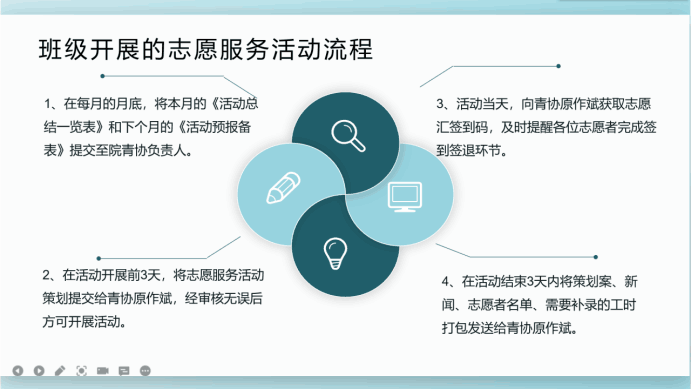 班级开展的志愿服务活动流程
1、在每月的月底，将本月的《活动总
结一览表》和下个月的《活动预报备
表》提交至院青协负责人。
2、在活动开展前3天，将志愿服务活动
策划提交给青协原作斌，经审核无误后
方可开展活动。
3、活动当天，向青协原作斌获取志愿
汇签到码，及时提醒各位志愿者完成签
到签退环节。
4、在活动结束3天内将策划案、新
闻、志愿者名单、需要补录的工时
打包发送给青协原作斌。